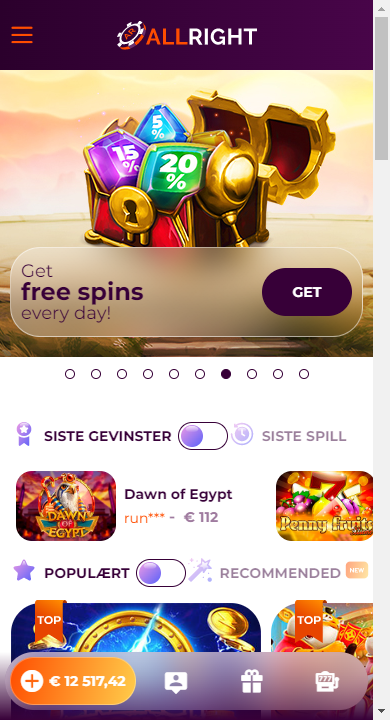 ALLRIGHT
5%
15%
20%
Get
free spins
every day!
GET
SISTE GEVINSTER
SISTE SPILL
DAWN OF EGYPT
Dawn of Egypt
run*** - € 112
Penny fruits
POPULÆRT
RECOMMENDED
NEW
TOP
TOP
€ 12 517,42